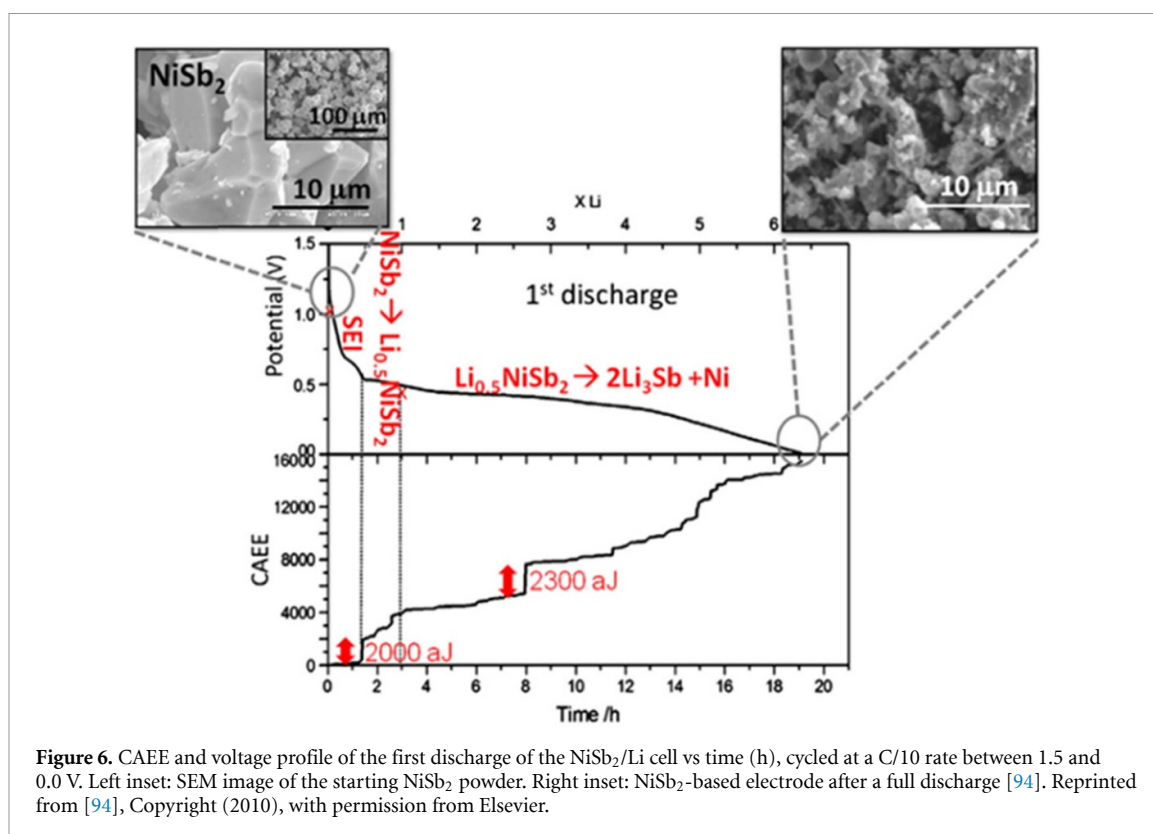 NiSb₂
100 µm
10 µm
10 µm
X Li
1 2 3 4 5 6
Potential (V)
1.5
1.0
0.5
1ˢᵗ discharge
SEI
NiSb₂ → Li₀.₅NiSb₂
Li₀.₅NiSb₂ → 2Li₃Sb +Ni
CAEE
16000
12000
8000
4000
0
2300 aJ
2000 aJ
0 2 4 6 8 10 12 14 16 18 20
Time /h
Figure 6. CAEE and voltage profile of the first discharge of the NiSb₂/Li cell vs time (h), cycled at a C/10 rate between 1.5 and
0.0 V. Left inset: SEM image of the starting NiSb₂ powder. Right inset: NiSb₂-based electrode after a full discharge [94]. Reprinted
from [94], Copyright (2010), with permission from Elsevier.